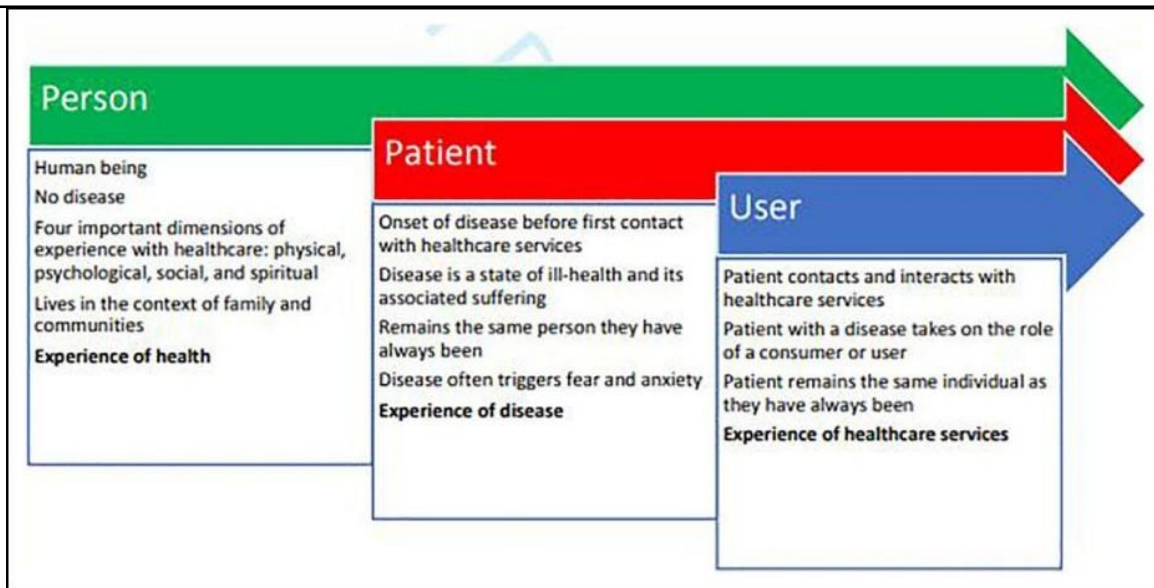 Person
Human being
No disease
Four important dimensions of
experience with healthcare: physical,
psychological, social, and spiritual
Lives in the context of family and
communities
Experience of health
Patient
Onset of disease before first contact
with healthcare services
Disease is a state of ill-health and its
associated suffering
Remains the same person they have
always been
Disease often triggers fear and anxiety
Experience of disease
User
Patient contacts and interacts with
healthcare services
Patient with a disease takes on the role
of a consumer or user
Patient remains the same individual as
they have always been
Experience of healthcare services